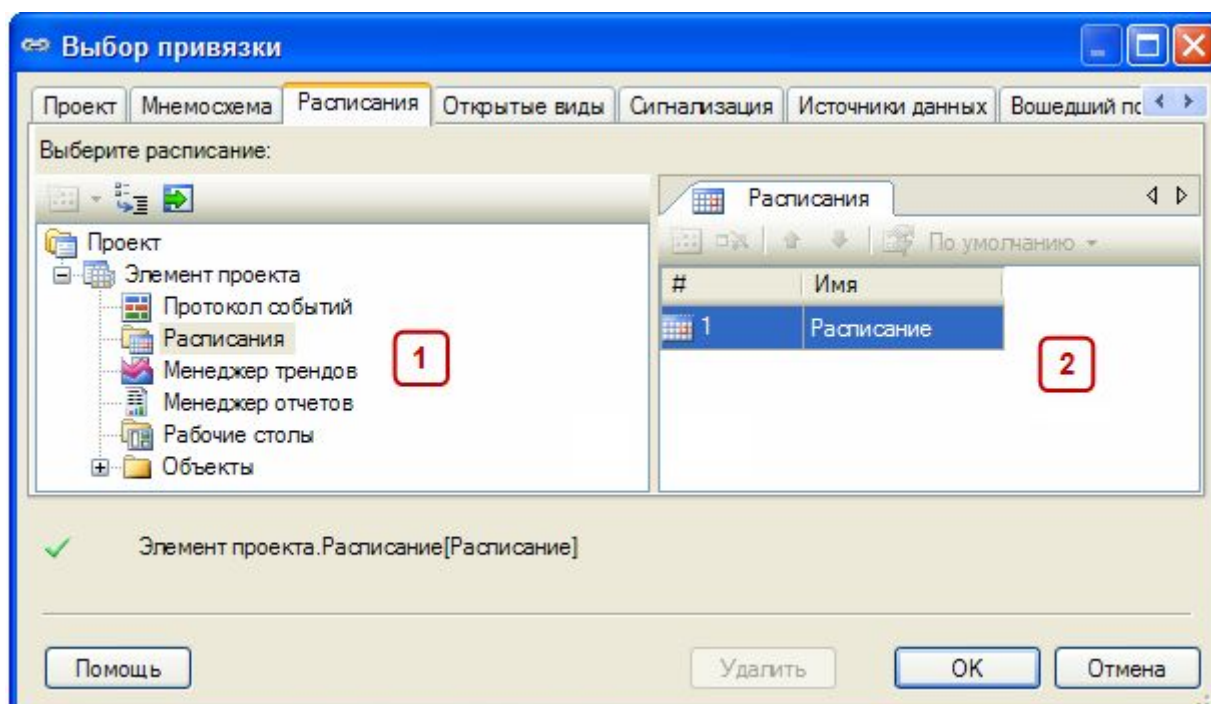 Выбор привязки
Проект Мнемосхема Расписания Открытые виды Сигнализация Источники данных Вошедший пс
Выберите расписание:
Проект
Элемент проекта
Протокол событий
Расписания
Менеджер трендов
Менеджер отчетов
Рабочие столы
Объекты
1
Расписания
По умолчанию
# Имя
1 Расписание
2
Элемент проекта.Расписание[Расписание]
Помощь Удалить OK Отмена